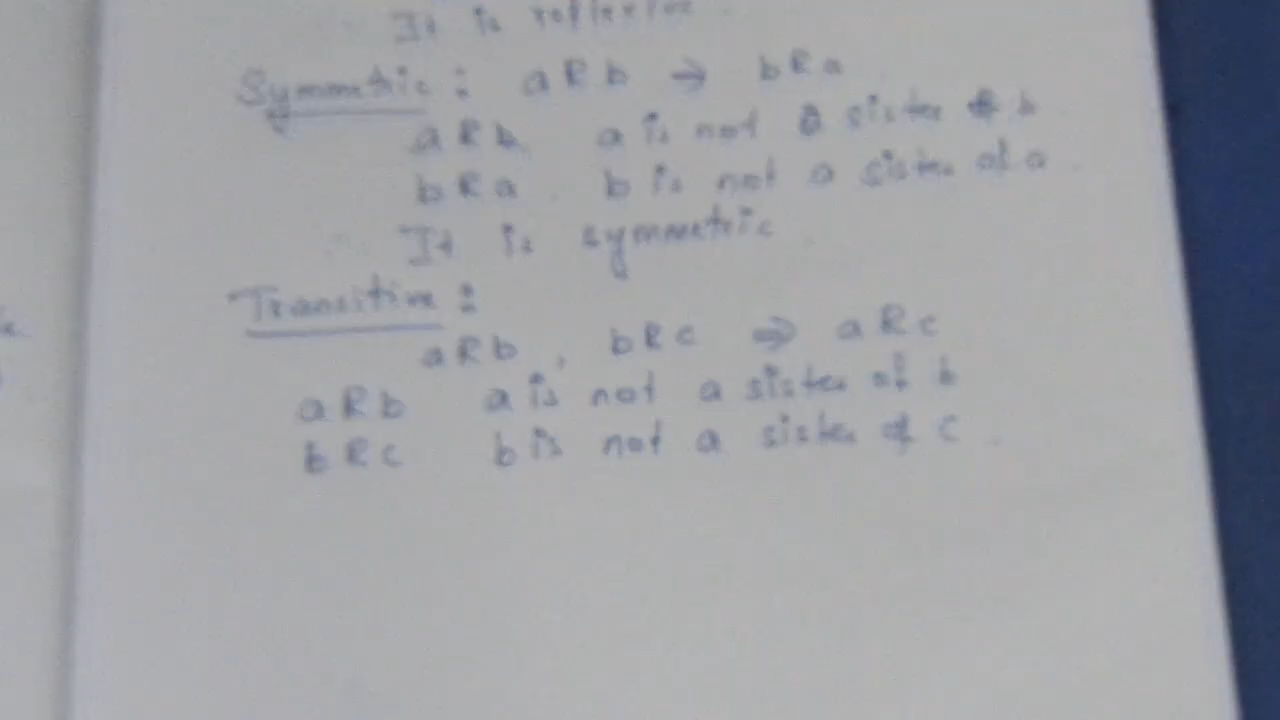 It is reflexive.
Symmetric : aRb → bRa
aRb a is not a sister of b
bRa. b is not a sister of a.
It is symmetric.
Transitive :
aRb, bRc ⇒ aRc
aRb a is not a sister of b
bRc b is not a sister of c.